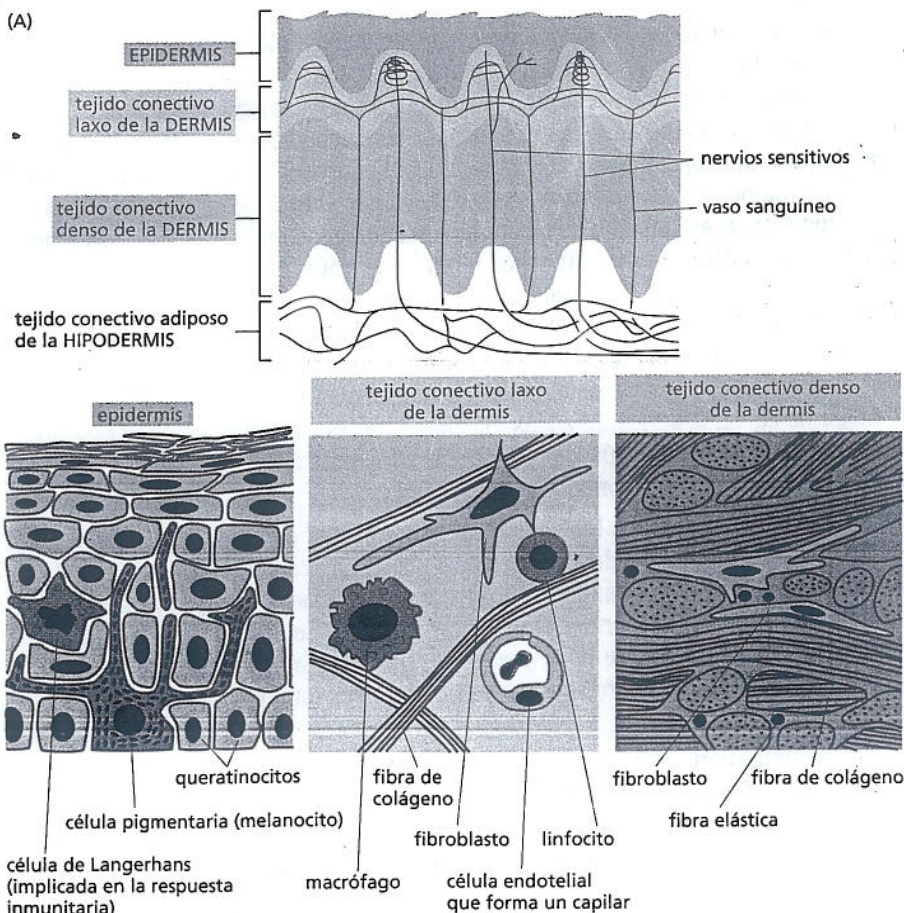 (A)
EPIDERMIS
tejido conectivo
laxo de la DERMIS
tejido conectivo
denso de la DERMIS
tejido conectivo adiposo
de la HIPODERMIS
nervios sensitivos
vaso sanguíneo
epidermis
queratinocitos
célula pigmentaria (melanocito)
célula de Langerhans
(implicada en la respuesta
inmunitaria)
tejido conectivo laxo
de la dermis
fibra de
colágeno
fibroblasto
linfocito
macrófago
célula endotelial
que forma un capilar
tejido conectivo denso
de la dermis
fibroblasto
fibra de colágeno
fibra elástica